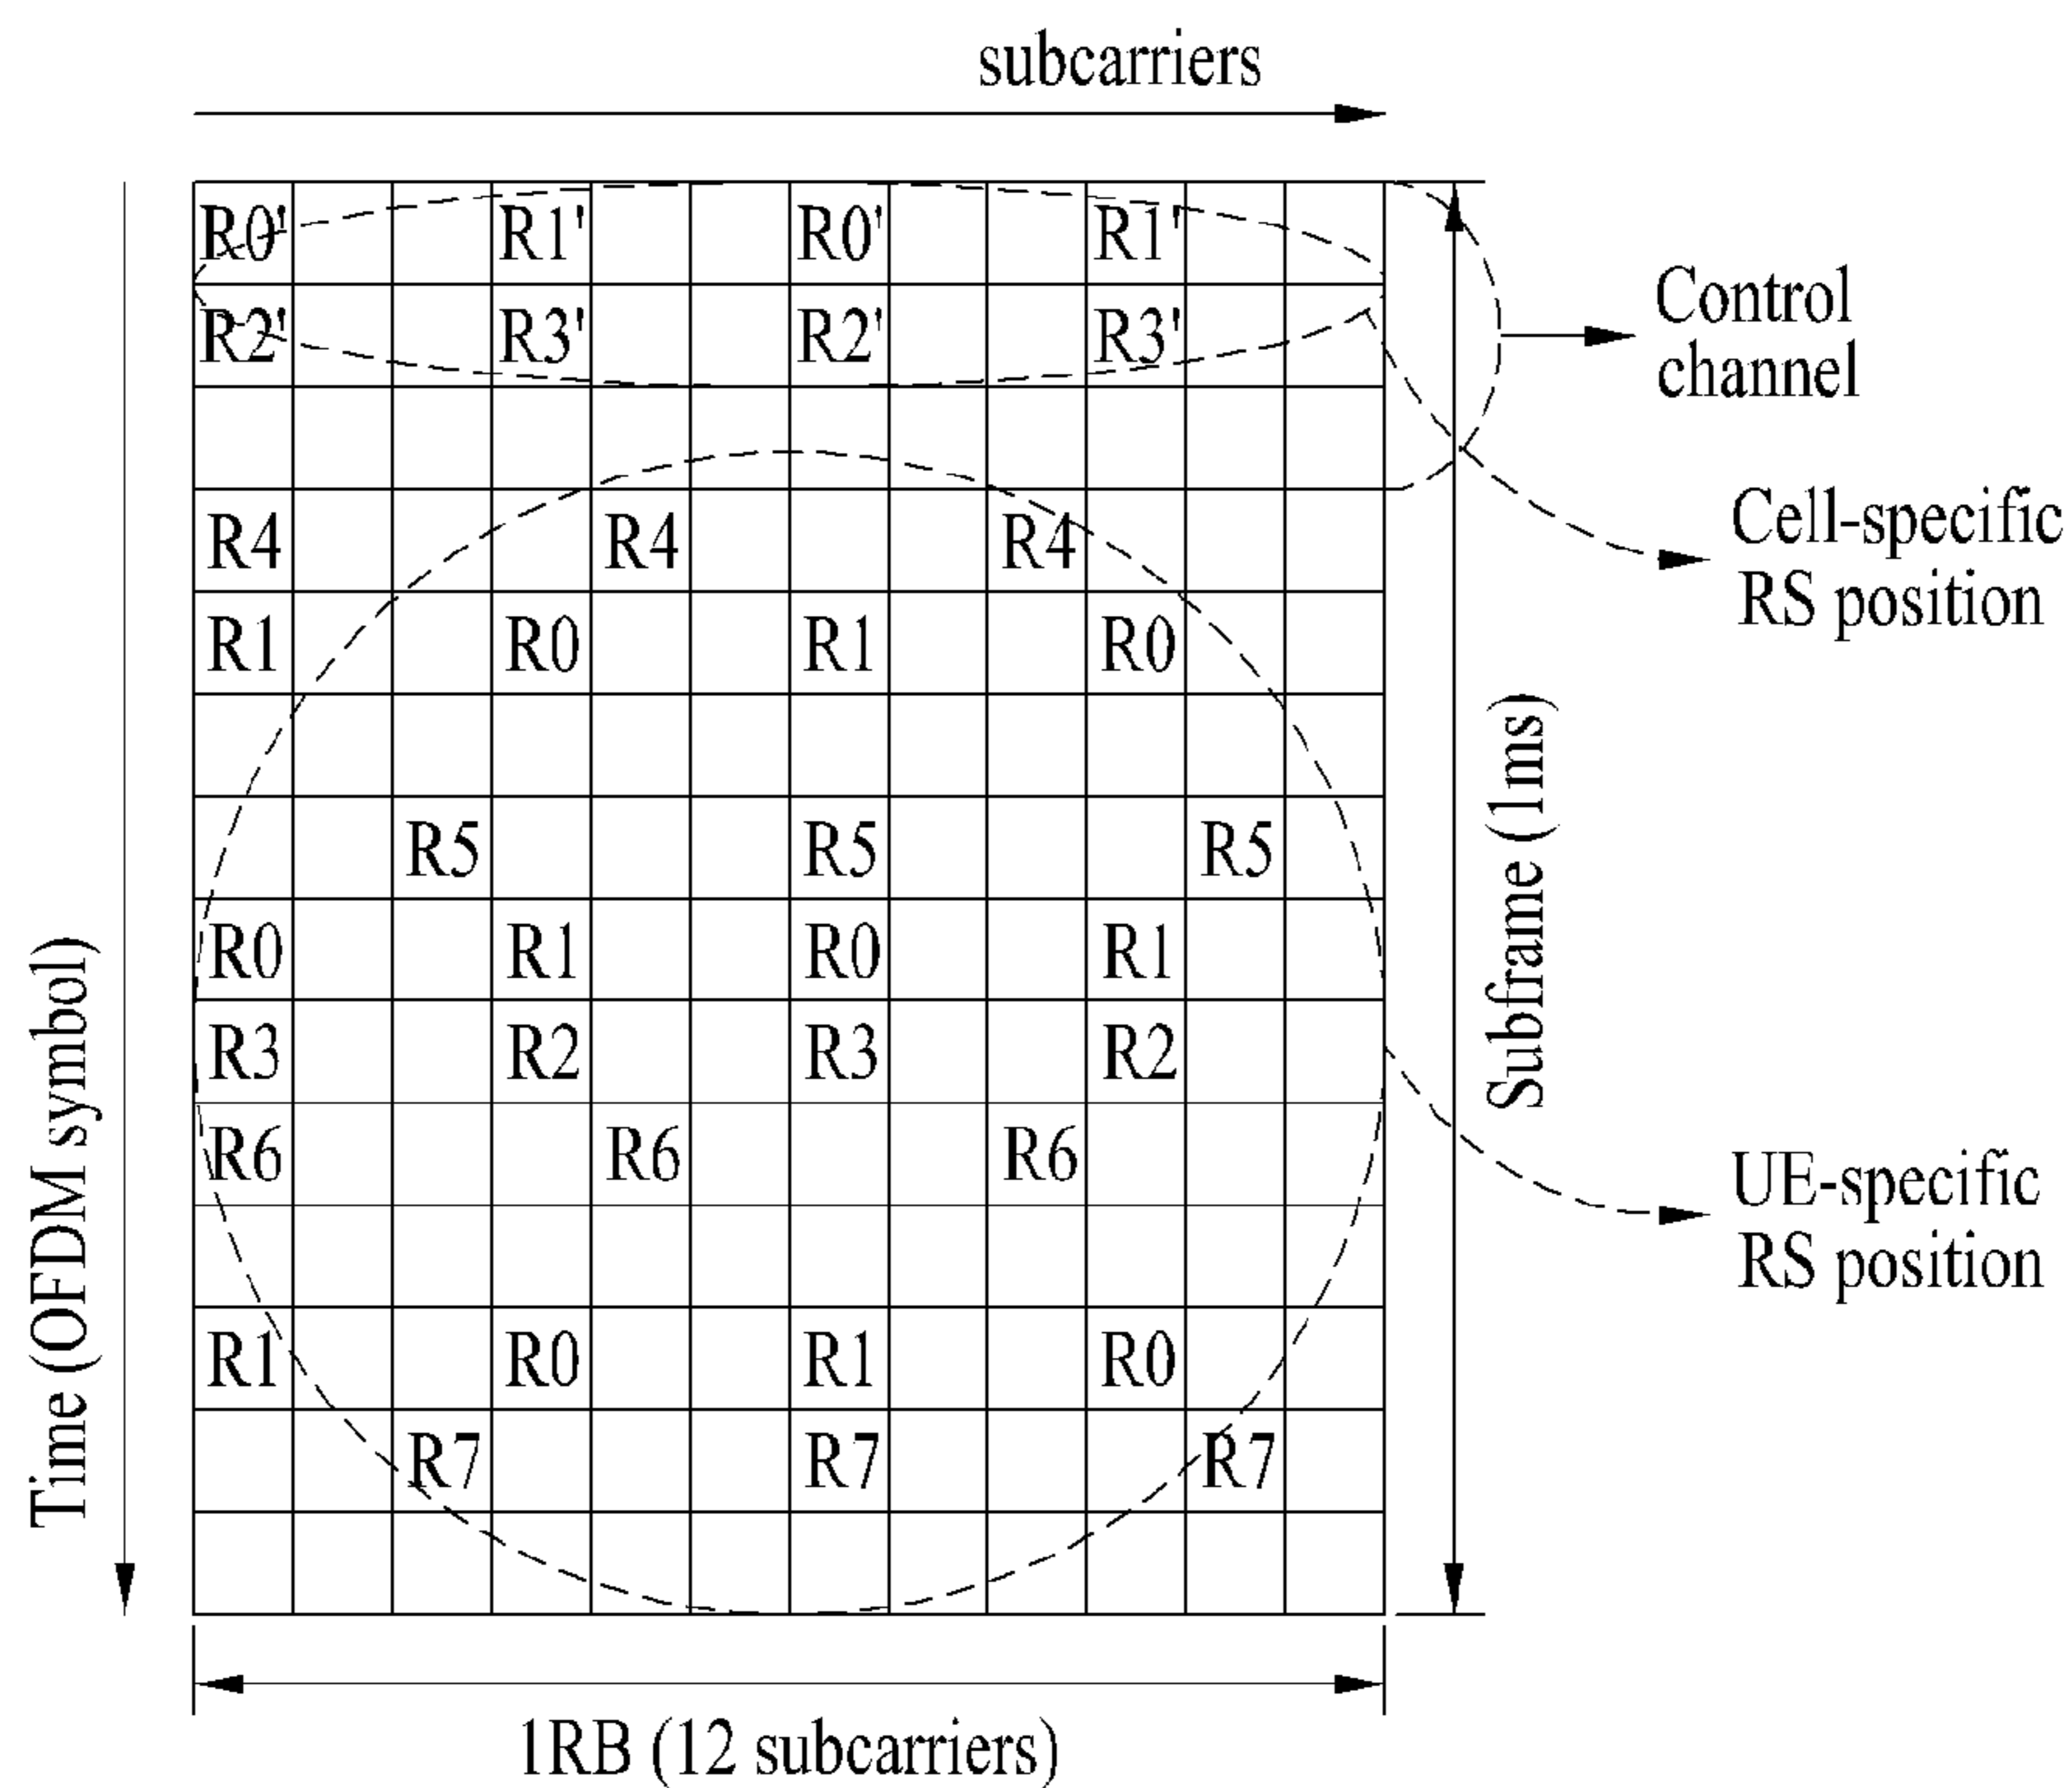 subcarriers
R0' R1' R0' R1'
R2' R3' R2' R3'
Control
channel
R4 R4 R4
Cell-specific
RS position
R1 R0 R1 R0
R5 R5 R5
R0 R1 R0 R1
R3 R2 R3 R2
R6 R6 R6
R1 R0 R1 R0
R7 R7 R7
Subframe (1ms)
UE-specific
RS position
Time (OFDM symbol)
1RB (12 subcarriers)